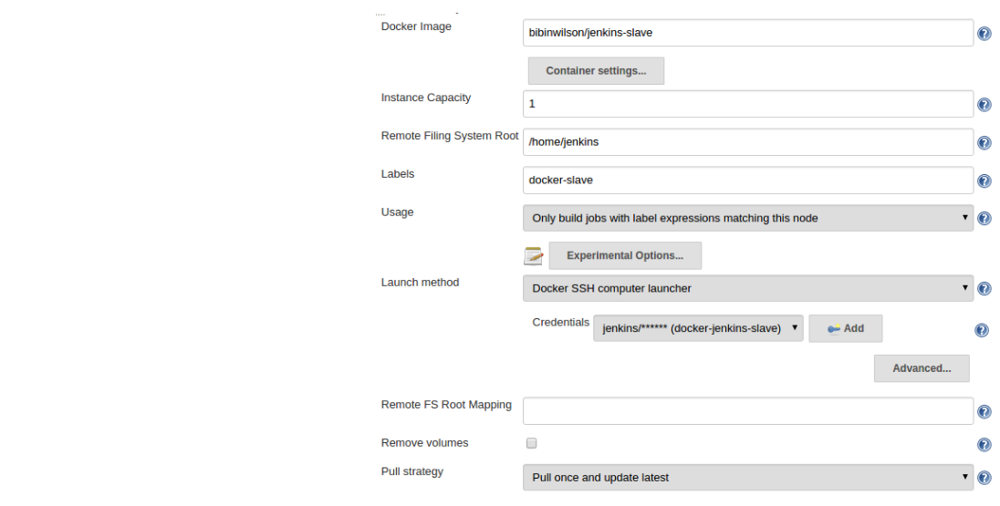 Docker Image
bibinwilson/jenkins-slave
Container settings...
Instance Capacity
1
Remote Filing System Root
/home/jenkins
Labels
docker-slave
Usage
Only build jobs with label expressions matching this node
Experimental Options...
Launch method
Docker SSH computer launcher
Credentials
jenkins/****** (docker-jenkins-slave)
Add
Advanced...
Remote FS Root Mapping
Remove volumes
Pull strategy
Pull once and update latest